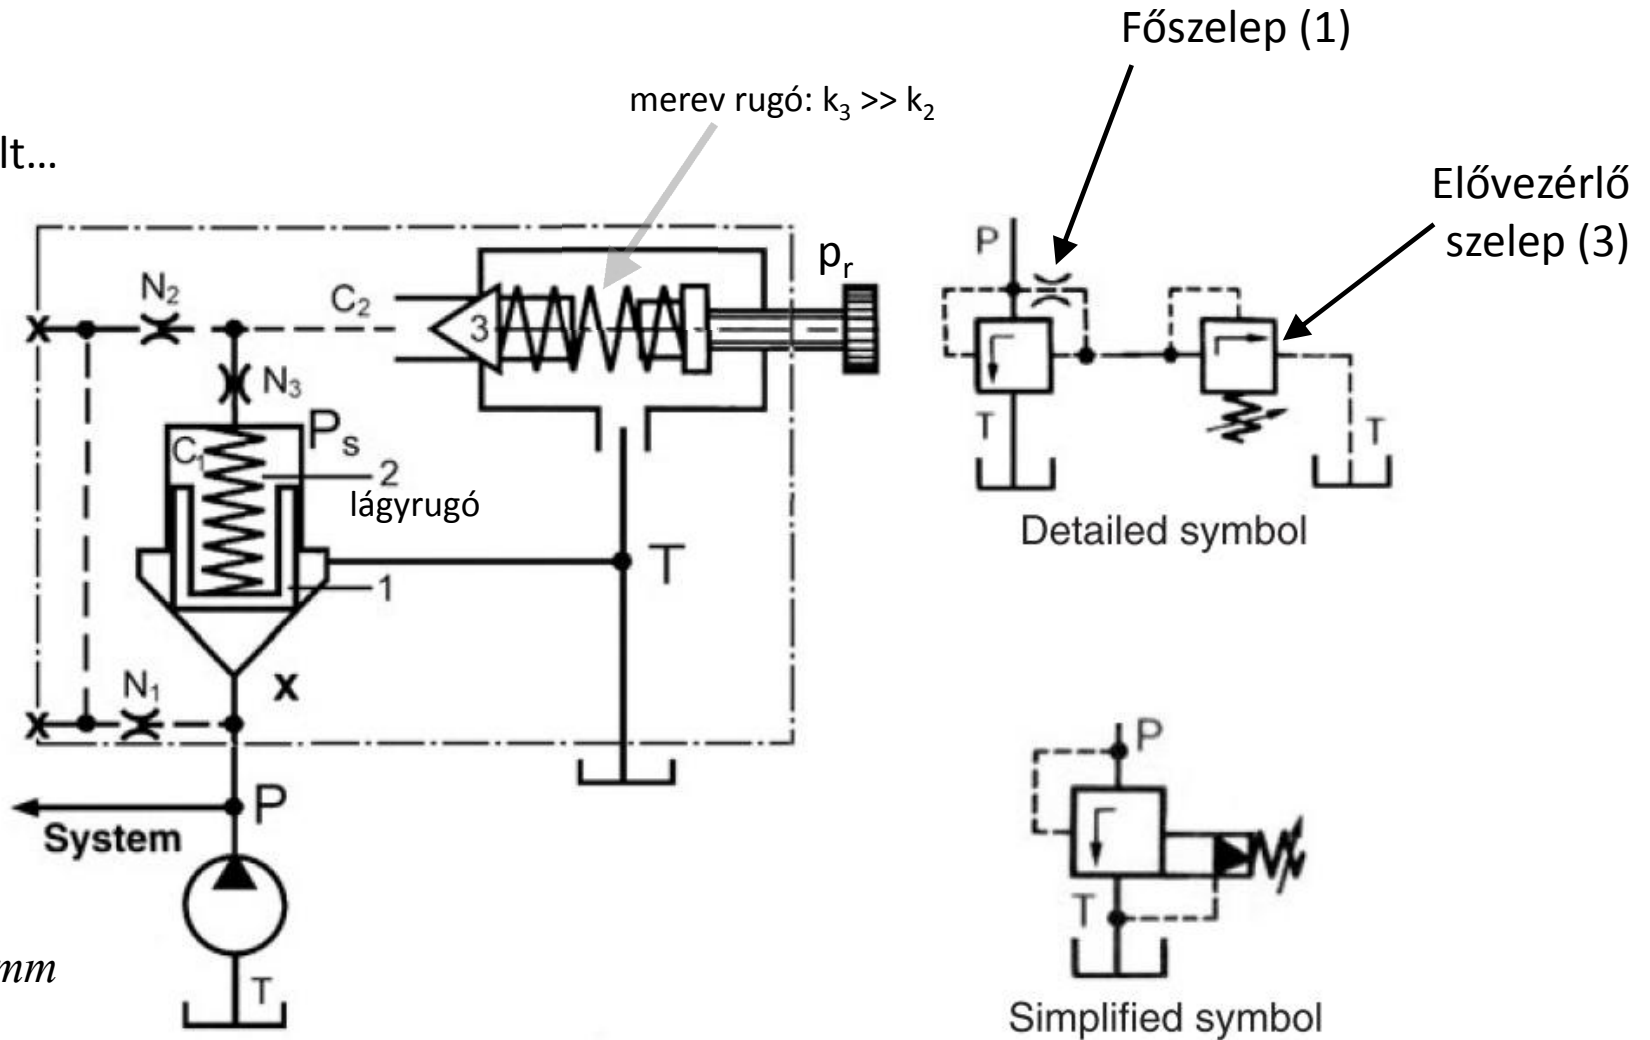 Főszelep (1)
merev rugó: k₃ >> k₂
lt...
Elővezérlő
szelep (3)
pᵣ
P
N₂
C₂
x
3
N₃
C₁
Pₛ
2
lágyrugó
1
T
T
T
Detailed symbol
N₁
x
x
P
System
T
mm
P
T
Simplified symbol